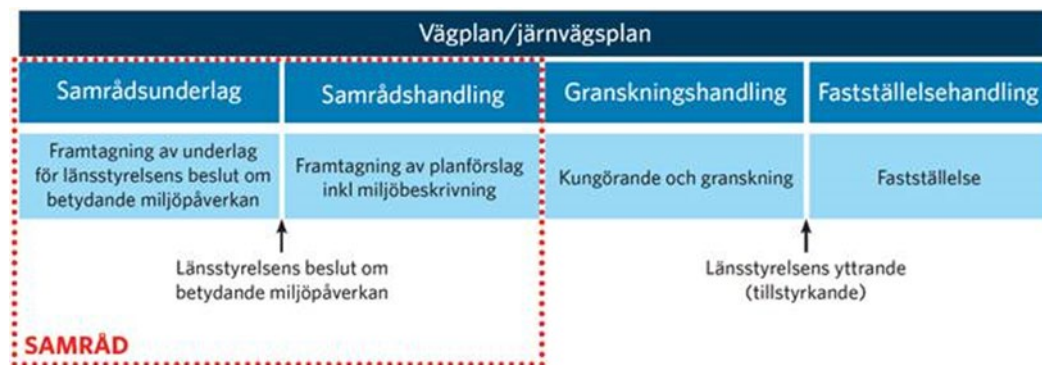 Vägplan/järnvägsplan
Samrådsunderlag
Samrådshandling
Granskningshandling
Fastställelsehandling
Framtagning av underlag
för länsstyrelsens beslut om
betydande miljöpåverkan
Framtagning av planförslag
inkl miljöbeskrivning
Kungörande och granskning
Fastställelse
Länsstyrelsens beslut om
betydande miljöpåverkan
Länsstyrelsens yttrande
(tillstyrkande)
SAMRÅD